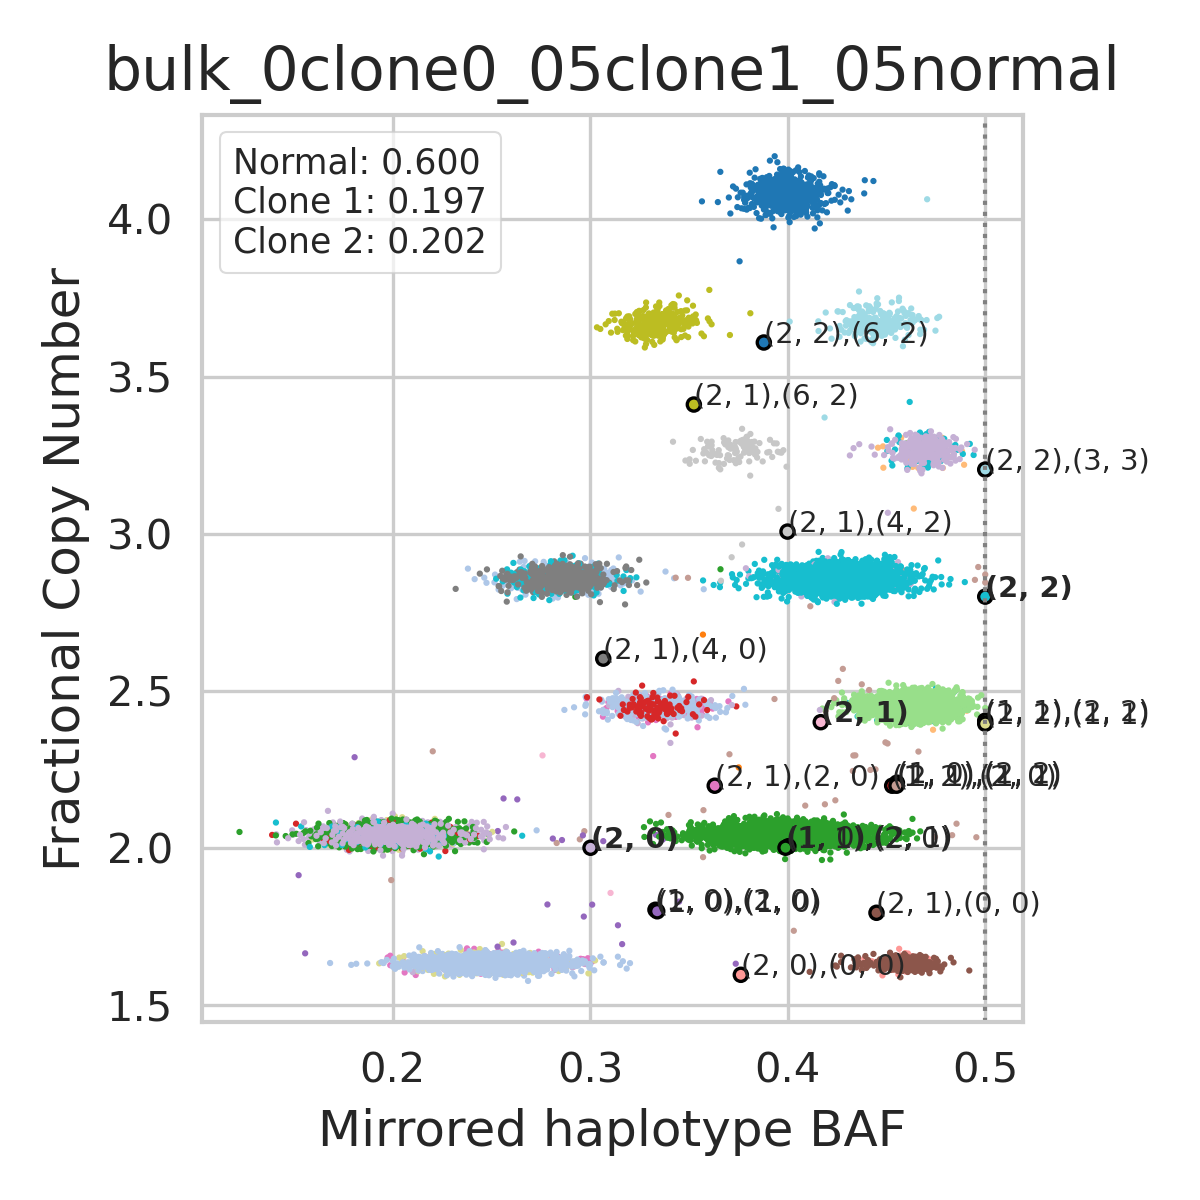 bulk_0clone0_05clone1_05normal
Normal: 0.600
Clone 1: 0.197
Clone 2: 0.202
Fractional Copy Number
4.0
3.5
3.0
2.5
2.0
1.5
(2, 2),(6, 2)
(2, 1),(6, 2)
(2, 2),(3, 3)
(2, 1),(4, 2)
(2, 2)
(2, 1),(4, 0)
(2, 1)
(2, 1),(2, 0)
(2, 0)
(2, 1),(0, 0)
(2, 0),(0, 0)
0.2
0.3
0.4
0.5
Mirrored haplotype BAF